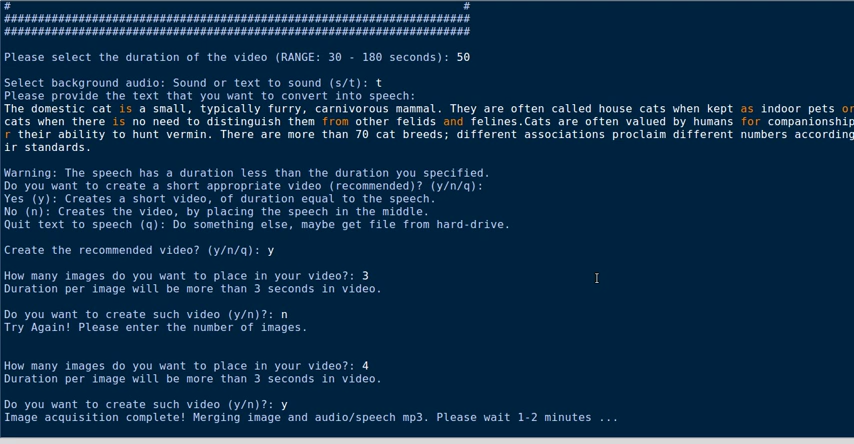 #                                                                     #
#######################################################################
#######################################################################
Please select the duration of the video (RANGE: 30 - 180 seconds): 50
Select background audio: Sound or text to sound (s/t): t
Please provide the text that you want to convert into speech:
The domestic cat is a small, typically furry, carnivorous mammal. They are often called house cats when kept as indoor pets or
cats when there is no need to distinguish them from other felids and felines.Cats are often valued by humans for companionship
r their ability to hunt vermin. There are more than 70 cat breeds; different associations proclaim different numbers according
ir standards.
Warning: The speech has a duration less than the duration you specified.
Do you want to create a short appropriate video (recommended)? (y/n/q):
Yes (y): Creates a short video, of duration equal to the speech.
No (n): Creates the video, by placing the speech in the middle.
Quit text to speech (q): Do something else, maybe get file from hard-drive.
Create the recommended video? (y/n/q): y
How many images do you want to place in your video?: 3
Duration per image will be more than 3 seconds in video.
Do you want to create such video (y/n)?: n
Try Again! Please enter the number of images.
How many images do you want to place in your video?: 4
Duration per image will be more than 3 seconds in video.
Do you want to create such video (y/n)?: y
Image acquisition complete! Merging image and audio/speech mp3. Please wait 1-2 minutes ...